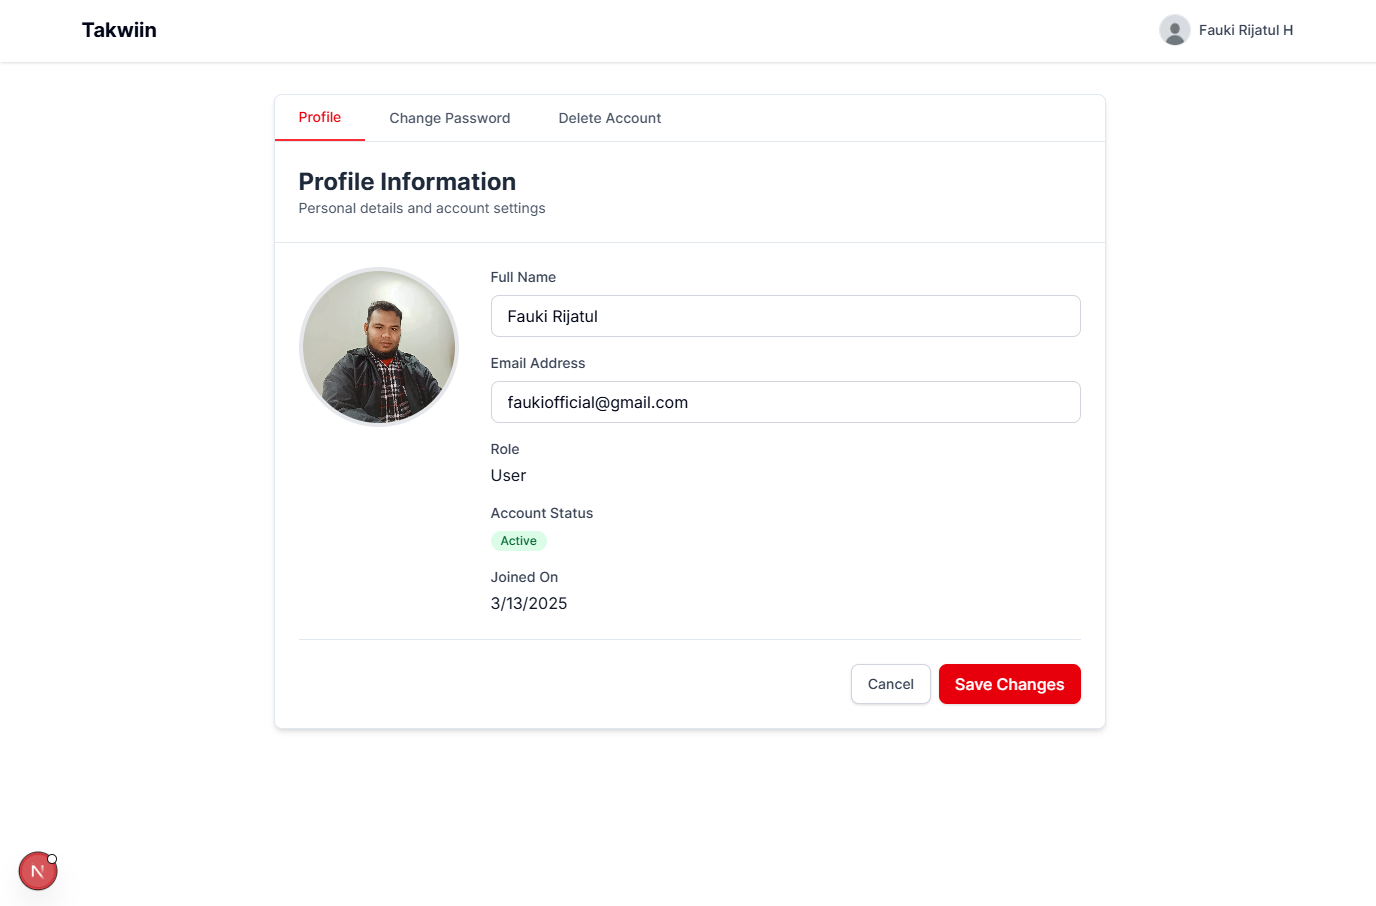 Takwiin
Fauki Rijatul H
Profile
Change Password
Delete Account
Profile Information
Personal details and account settings
Full Name
Fauki Rijatul
Email Address
faukiofficial@gmail.com
Role
User
Account Status
Active
Joined On
3/13/2025
Cancel
Save Changes
N